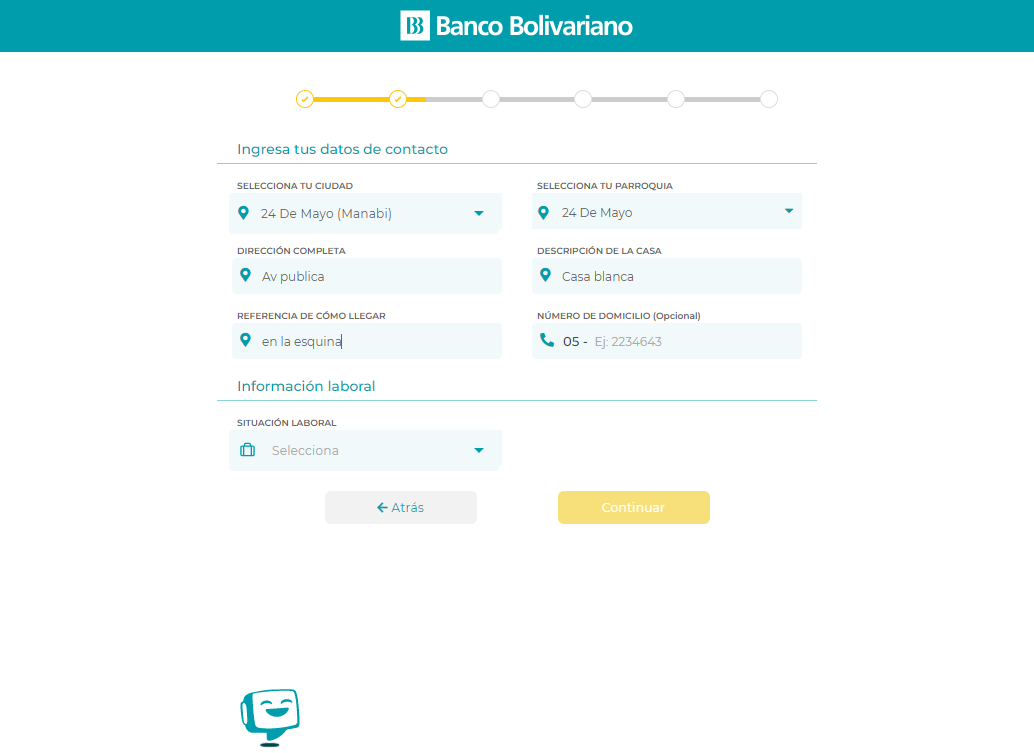 Banco Bolivariano
Ingresa tus datos de contacto
SELECCIONA TU CIUDAD
24 De Mayo (Manabi)
SELECCIONA TU PARROQUIA
24 De Mayo
DIRECCIÓN COMPLETA
Av publica
DESCRIPCIÓN DE LA CASA
Casa blanca
REFERENCIA DE CÓMO LLEGAR
en la esquina
NÚMERO DE DOMICILIO (Opcional)
05 - Ej: 2234643
Información laboral
SITUACIÓN LABORAL
Selecciona
Atrás
Continuar